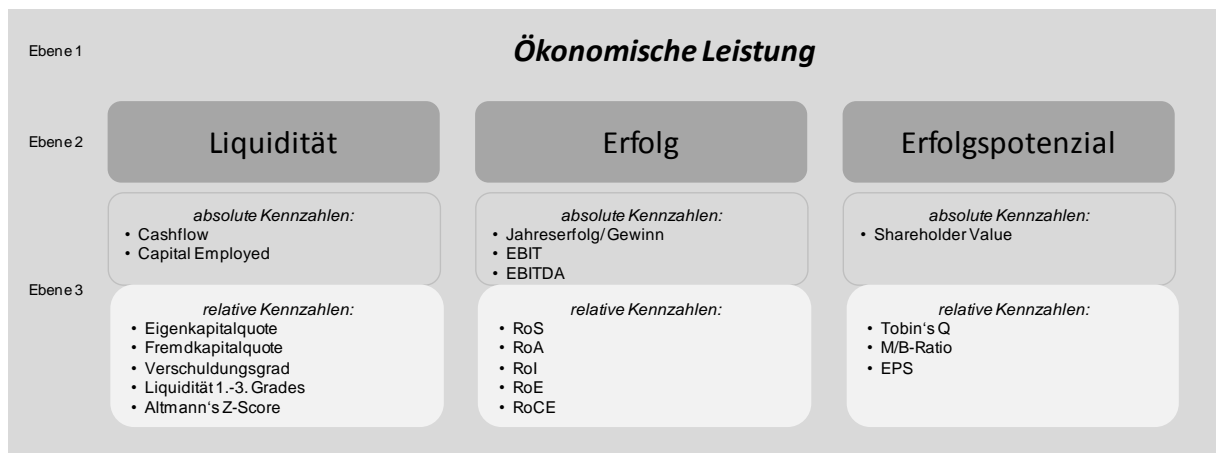 Ebene 1
Ökonomische Leistung
Ebene 2
Liquidität
Erfolg
Erfolgspotenzial
Ebene 3
absolute Kennzahlen:
• Cashflow
• Capital Employed
relative Kennzahlen:
• Eigenkapitalquote
• Fremdkapitalquote
• Verschuldungsgrad
• Liquidität 1.-3. Grades
• Altmann‘s Z-Score
absolute Kennzahlen:
• Jahreserfolg/ Gewinn
• EBIT
• EBITDA
relative Kennzahlen:
• RoS
• RoA
• RoI
• RoE
• RoCE
absolute Kennzahlen:
• Shareholder Value
relative Kennzahlen:
• Tobin‘s Q
• M/B-Ratio
• EPS